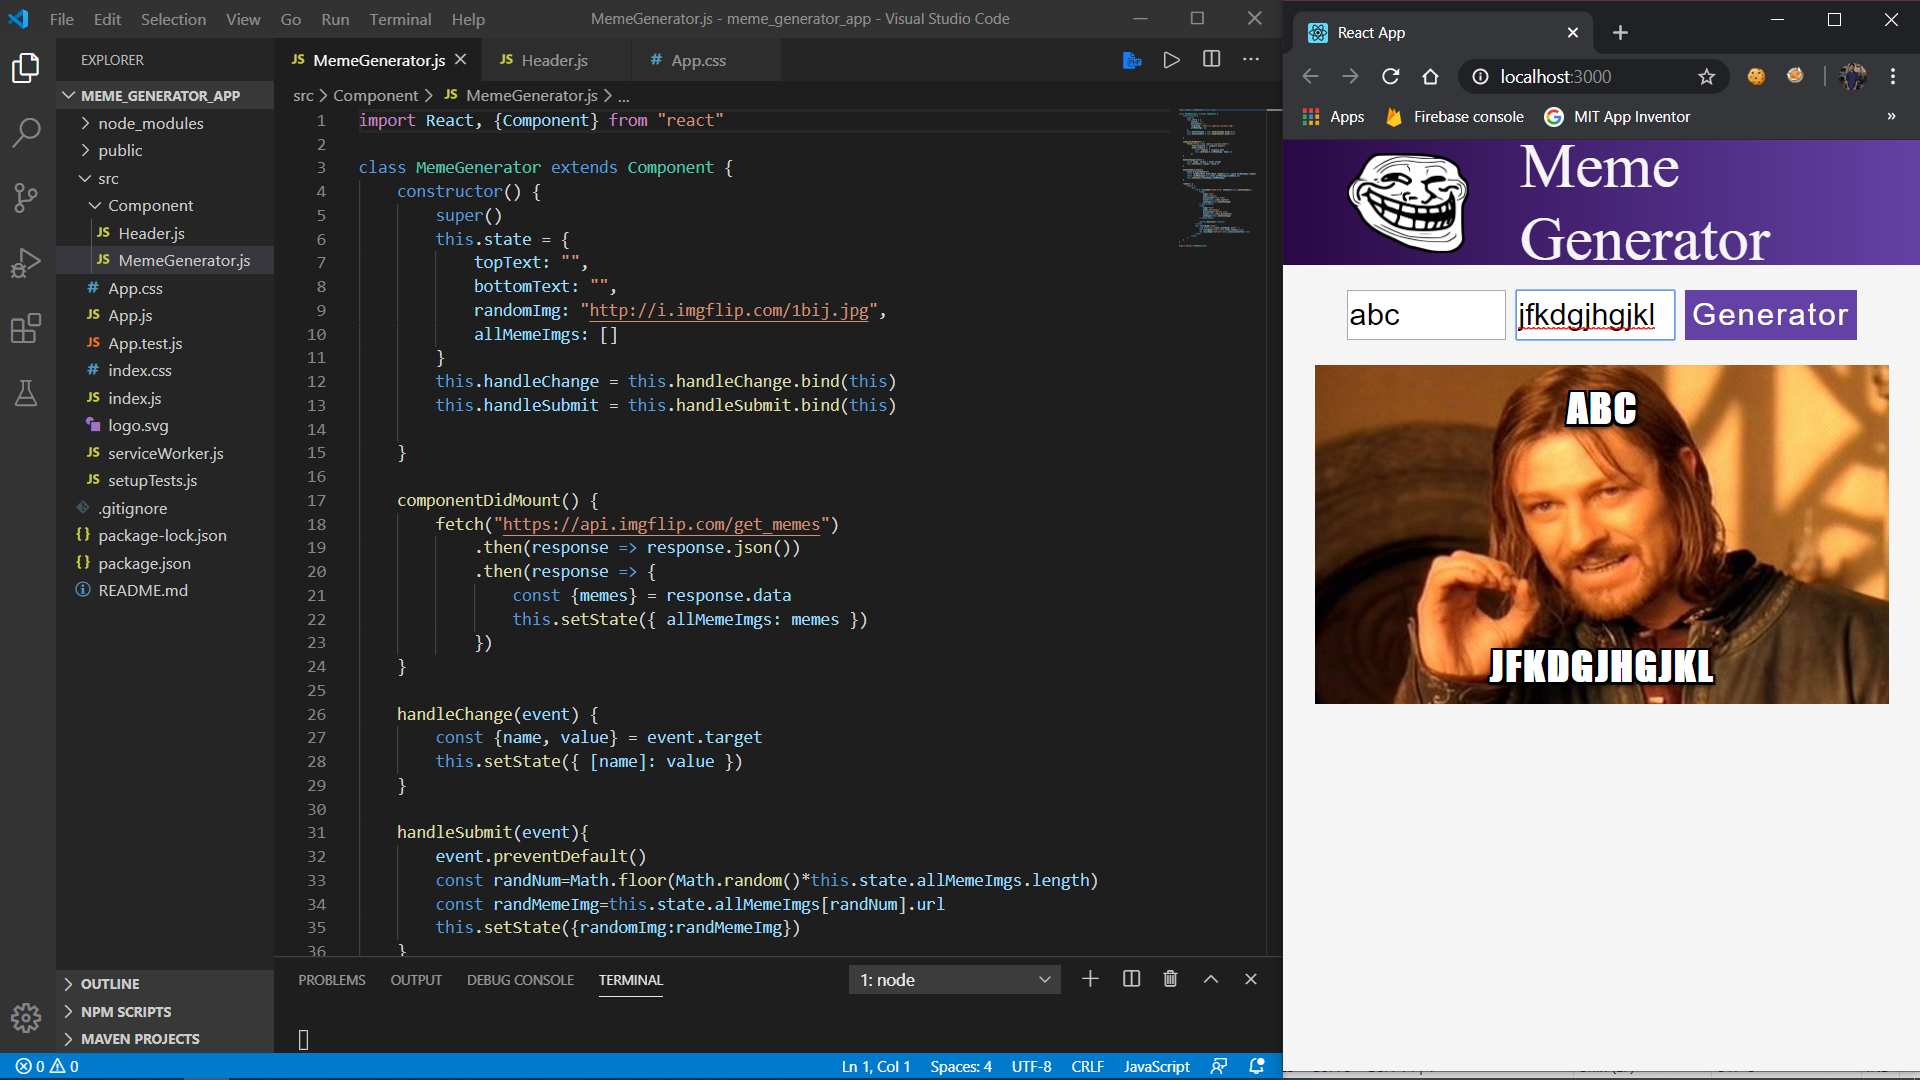 File Edit Selection View Go Run Terminal Help
MemeGenerator.js - meme_generator_app - Visual Studio Code
EXPLORER
MEME_GENERATOR_APP
node_modules
public
src
Component
JS Header.js
JS MemeGenerator.js
# App.css
JS App.js
JS App.test.js
# index.css
JS index.js
logo.svg
JS serviceWorker.js
JS setupTests.js
.gitignore
{} package-lock.json
{} package.json
README.md
OUTLINE
NPM SCRIPTS
MAVEN PROJECTS
JS MemeGenerator.js
JS Header.js
# App.css
src > Component > JS MemeGenerator.js > ...
1 import React, {Component} from "react"
2
3 class MemeGenerator extends Component {
4 constructor() {
5 super()
6 this.state = {
7 topText: "",
8 bottomText: "",
9 randomImg: "http://i.imgflip.com/1bij.jpg",
10 allMemeImgs: []
11 }
12 this.handleChange = this.handleChange.bind(this)
13 this.handleSubmit = this.handleSubmit.bind(this)
14
15 }
16
17 componentDidMount() {
18 fetch("https://api.imgflip.com/get_memes")
19 .then(response => response.json())
20 .then(response => {
21 const {memes} = response.data
22 this.setState({ allMemeImgs: memes })
23 })
24 }
25
26 handleChange(event) {
27 const {name, value} = event.target
28 this.setState({ [name]: value })
29 }
30
31 handleSubmit(event){
32 event.preventDefault()
33 const randNum=Math.floor(Math.random()*this.state.allMemeImgs.length)
34 const randMemeImg=this.state.allMemeImgs[randNum].url
35 this.setState({randomImg:randMemeImg})
36 }
PROBLEMS OUTPUT DEBUG CONSOLE TERMINAL
1: node
0 0
Ln 1, Col 1 Spaces: 4 UTF-8 CRLF JavaScript
React App
localhost:3000
Apps Firebase console MIT App Inventor »
Meme
Generator
abc
jfkdgjhgjkl
Generator
ABC
JFKDGJHGJKL